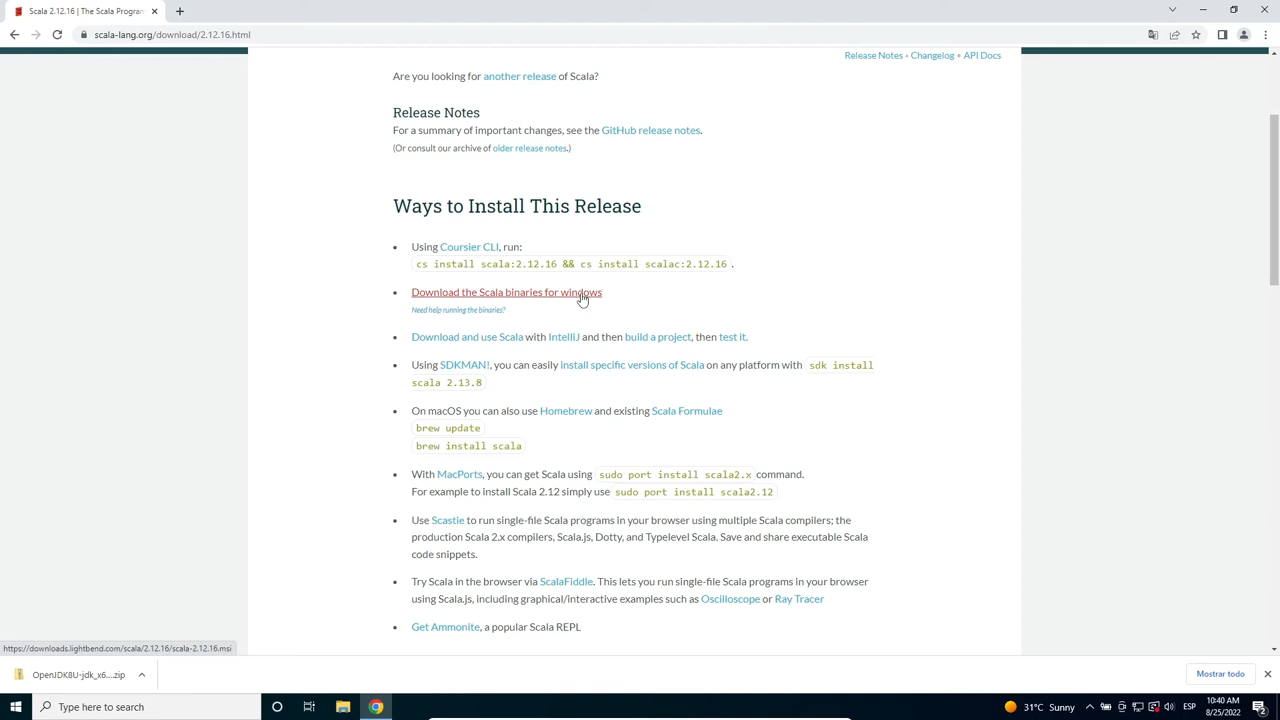 Scala 2.12.16 | The Scala Program
scala-lang.org/download/2.12.16.html
Release Notes • Changelog • API Docs
Are you looking for another release of Scala?
Release Notes
For a summary of important changes, see the GitHub release notes.
(Or consult our archive of older release notes.)
Ways to Install This Release
• Using Coursier CLI, run:
cs install scala:2.12.16 && cs install scalac:2.12.16 .
• Download the Scala binaries for windows
Need help running the binaries?
• Download and use Scala with IntelliJ and then build a project, then test it.
• Using SDKMAN!, you can easily install specific versions of Scala on any platform with sdk install
scala 2.13.8
• On macOS you can also use Homebrew and existing Scala Formulae
brew update
brew install scala
• With MacPorts, you can get Scala using sudo port install scala2.x command.
For example to install Scala 2.12 simply use sudo port install scala2.12
• Use Scastie to run single-file Scala programs in your browser using multiple Scala compilers; the
production Scala 2.x compilers, Scala.js, Dotty, and Typelevel Scala. Save and share executable Scala
code snippets.
• Try Scala in the browser via ScalaFiddle. This lets you run single-file Scala programs in your browser
using Scala.js, including graphical/interactive examples such as Oscilloscope or Ray Tracer
• Get Ammonite, a popular Scala REPL
https://downloads.lightbend.com/scala/2.12.16/scala-2.12.16.msi
OpenJDK8U-jdk_x6....zip
Mostrar todo
Type here to search
31°C Sunny
ESP
10:40 AM
8/25/2022
2